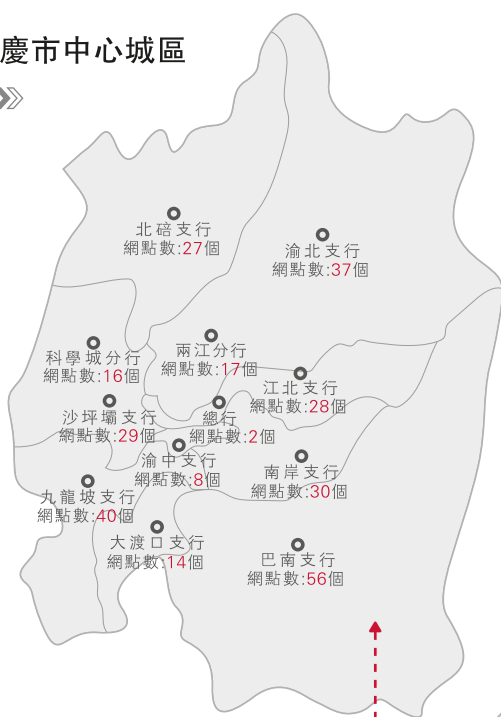 慶市中心城區
北碚支行
網點數:27個
渝北支行
網點數:37個
兩江分行
網點數:17個
科學城分行
網點數:16個
江北支行
網點數:28個
沙坪壩支行
網點數:29個
總行
網點數:2個
渝中支行
網點數:8個
南岸支行
網點數:30個
九龍坡支行
網點數:40個
大渡口支行
網點數:14個
巴南支行
網點數:56個